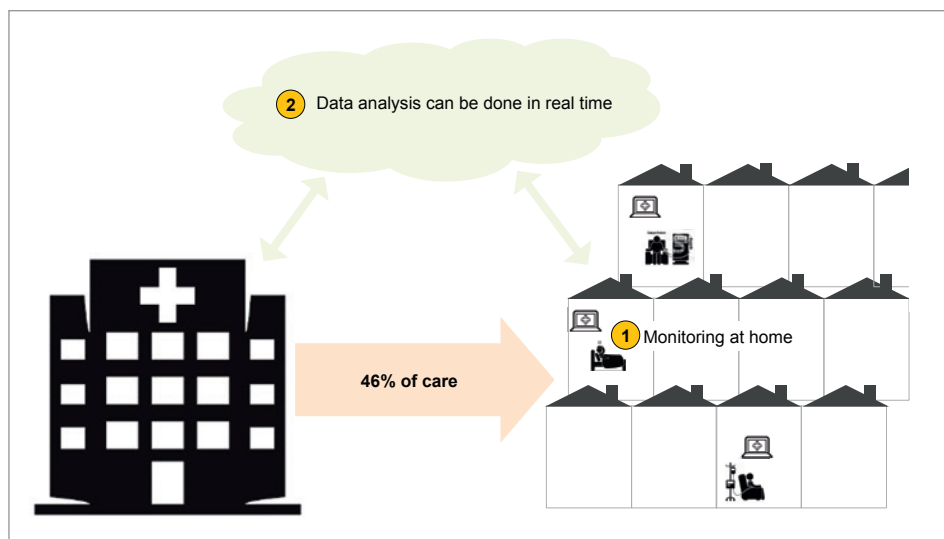 2 Data analysis can be done in real time
1 Monitoring at home
46% of care